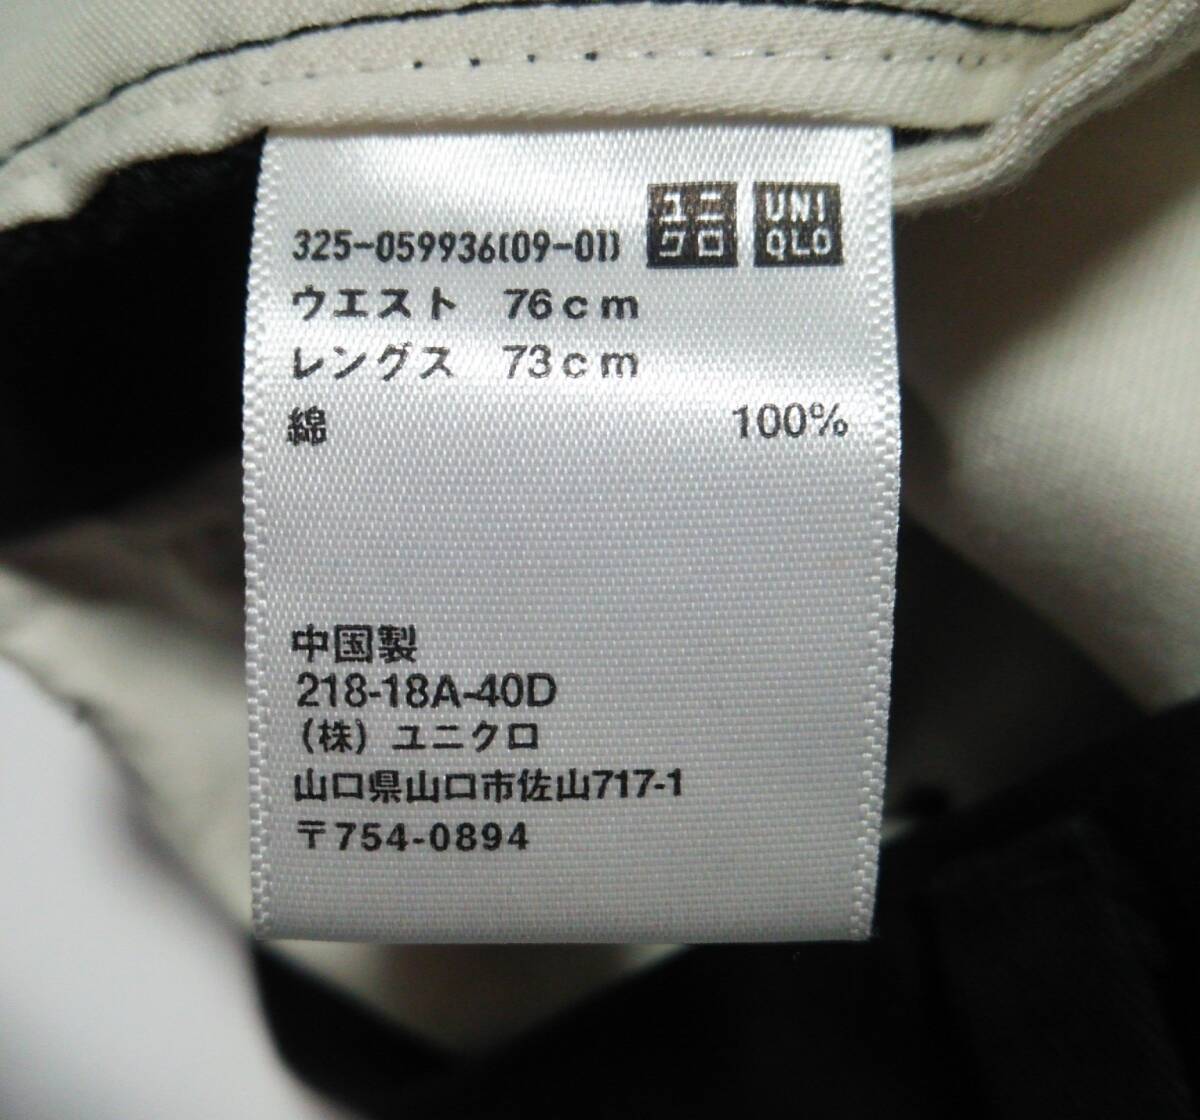 ユニ
クロ
UNI
QLO
325-059936(09-01)
ウエスト 76cm
レングス 73cm
綿 100%
中国製
218-18A-40D
(株) ユニクロ
山口県山口市佐山717-1
〒754-0894